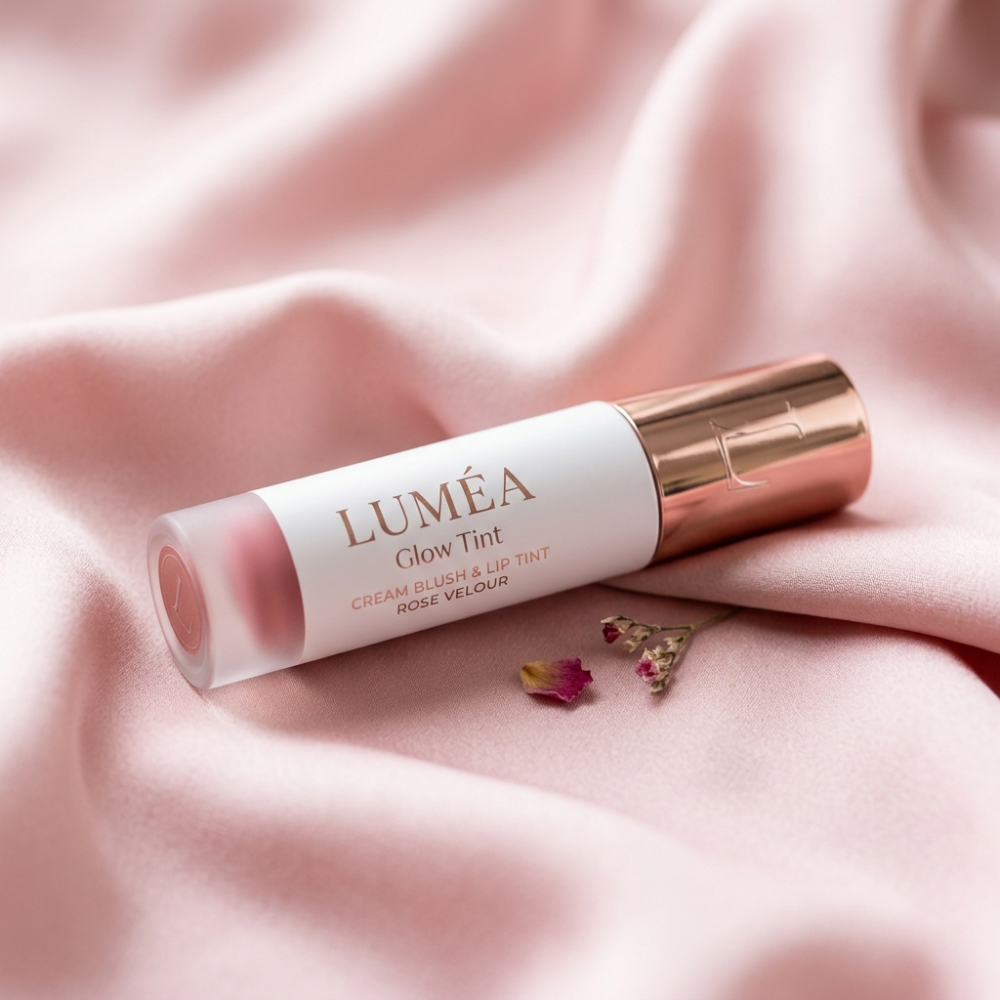 LUMÉA
Glow Tint
CREAM BLUSH & LIP TINT
ROSE VELOUR
L